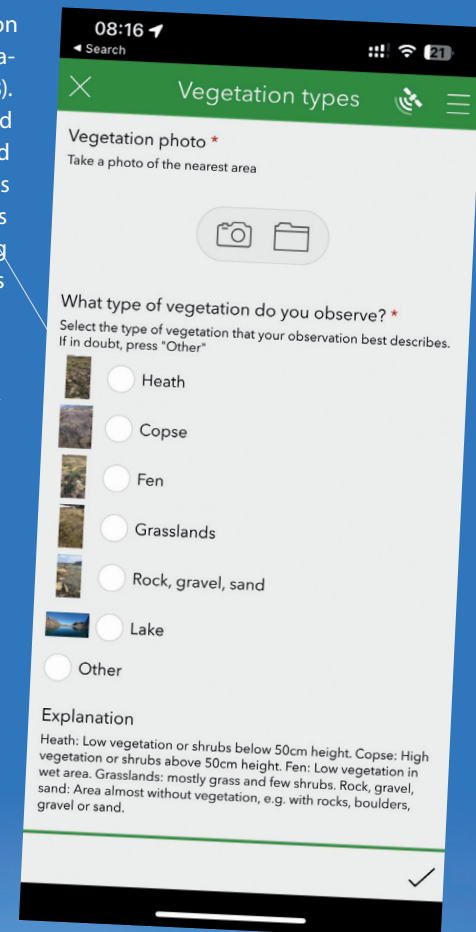 on
a-
).
d
d
s
s
g
s
08:16
Search
21
Vegetation types
Vegetation photo *
Take a photo of the nearest area
What type of vegetation do you observe? *
Select the type of vegetation that your observation best describes.
If in doubt, press "Other"
Heath
Copse
Fen
Grasslands
Rock, gravel, sand
Lake
Other
Explanation
Heath: Low vegetation or shrubs below 50cm height. Copse: High
vegetation or shrubs above 50cm height. Fen: Low vegetation in
wet area. Grasslands: mostly grass and few shrubs. Rock, gravel,
sand: Area almost without vegetation, e.g. with rocks, boulders,
gravel or sand.